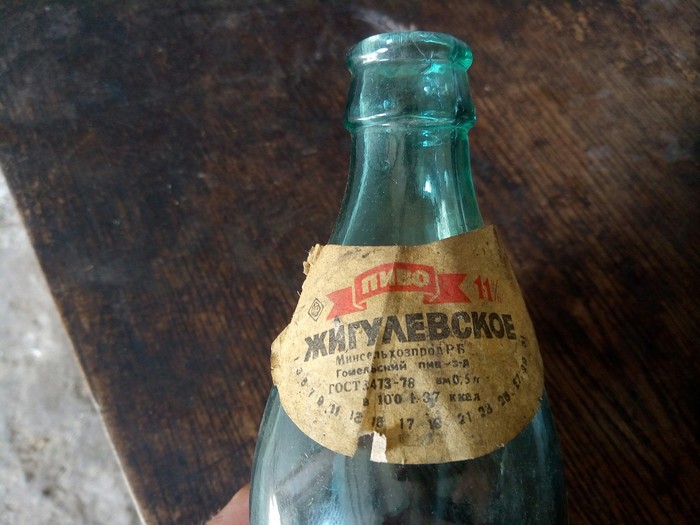 ПИВО 11%
ЖИГУЛЕВСКОЕ
Минсельхозпрод РБ
Гомельский пив-з-д
ГОСТ 3473-78 вм 0,5 л
в 100 г-37 ккал
15 17 18 21 23